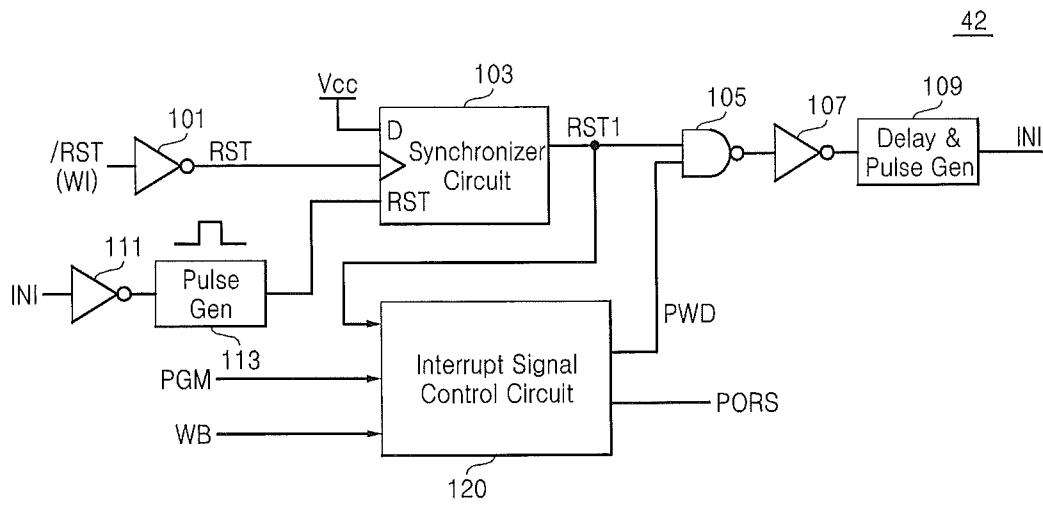 42
Vcc
103
105
107
109
101
/RST
(WI)
RST
D
Synchronizer
Circuit
RST
RST1
Delay &
Pulse Gen
INI
111
INI
Pulse
Gen
113
PGM
WB
Interrupt Signal
Control Circuit
120
PWD
PORS